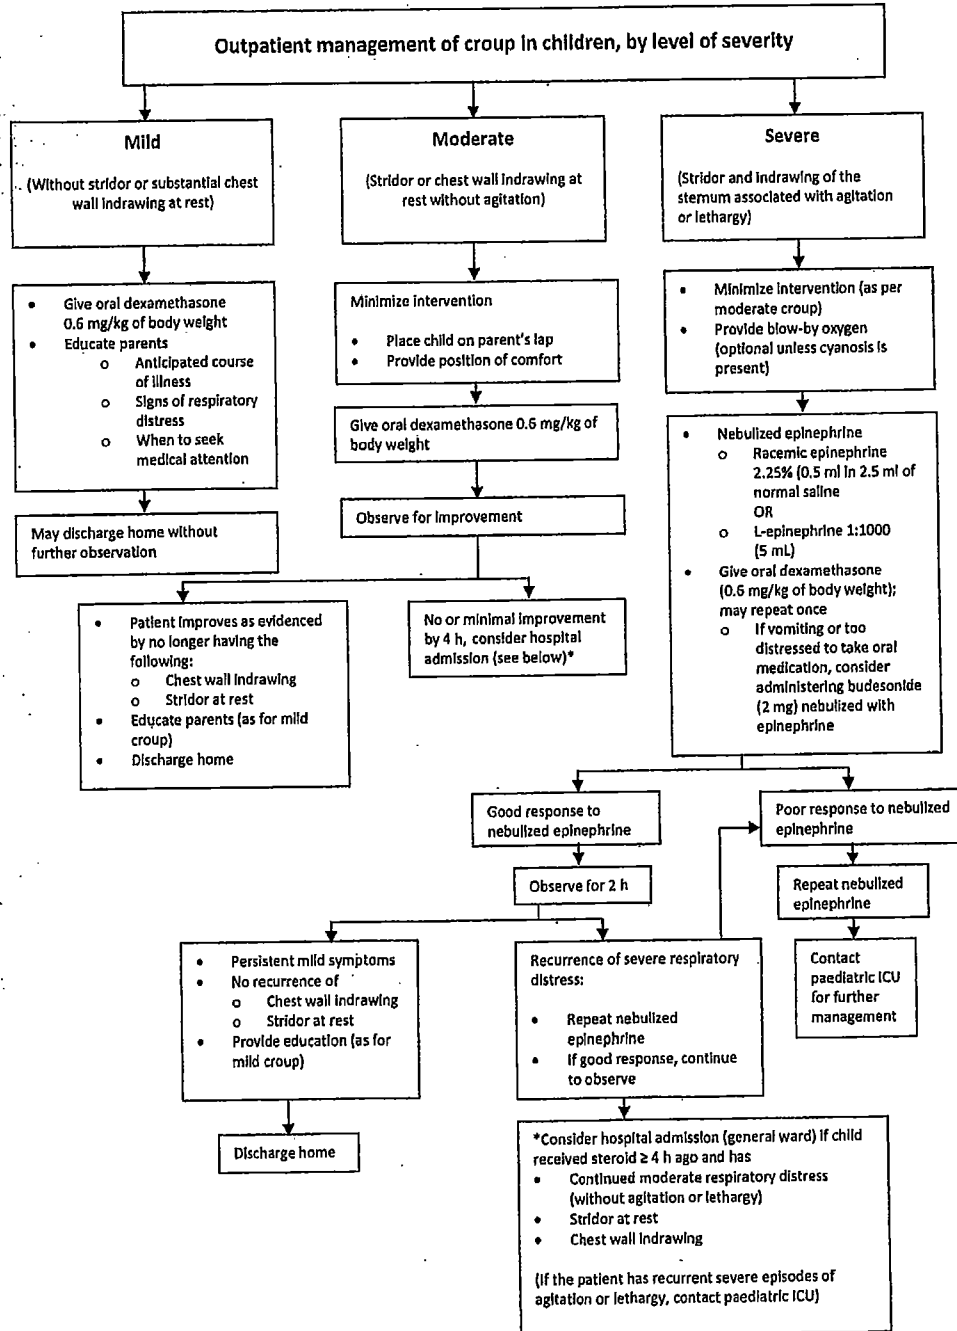 Outpatient management of croup in children, by level of severity
Mild
(Without stridor or substantial chest
wall indrawing at rest)
Moderate
(Stridor or chest wall indrawing at
rest without agitation)
Severe
(Stridor and indrawing of the
sternum associated with agitation
or lethargy)
• Give oral dexamethasone
0.6 mg/kg of body weight
• Educate parents
o Anticipated course
of illness
o Signs of respiratory
distress
o When to seek
medical attention
May discharge home without
further observation
Minimize intervention
• Place child on parent's lap
• Provide position of comfort
Give oral dexamethasone 0.6 mg/kg of
body weight
Observe for improvement
• Patient improves as evidenced
by no longer having the
following:
o Chest wall indrawing
o Stridor at rest
• Educate parents (as for mild
croup)
• Discharge home
No or minimal improvement
by 4 h, consider hospital
admission (see below)*
• Minimize intervention (as per
moderate croup)
• Provide blow-by oxygen
(optional unless cyanosis is
present)
• Nebulized epinephrine
o Racemic epinephrine
2.25% (0.5 ml in 2.5 ml of
normal saline
OR
o L-epinephrine 1:1000
(5 mL)
• Give oral dexamethasone
(0.6 mg/kg of body weight);
may repeat once
o If vomiting or too
distressed to take oral
medication, consider
administering budesonide
(2 mg) nebulized with
epinephrine
Good response to
nebulized epinephrine
Observe for 2 h
Poor response to nebulized
epinephrine
Repeat nebulized
epinephrine
Contact
paediatric ICU
for further
management
• Persistent mild symptoms
• No recurrence of
o Chest wall indrawing
o Stridor at rest
• Provide education (as for
mild croup)
Discharge home
Recurrence of severe respiratory
distress:
• Repeat nebulized
epinephrine
• If good response, continue
to observe
*Consider hospital admission (general ward) if child
received steroid ≥ 4 h ago and has
• Continued moderate respiratory distress
(without agitation or lethargy)
• Stridor at rest
• Chest wall indrawing
(If the patient has recurrent severe episodes of
agitation or lethargy, contact paediatric ICU)